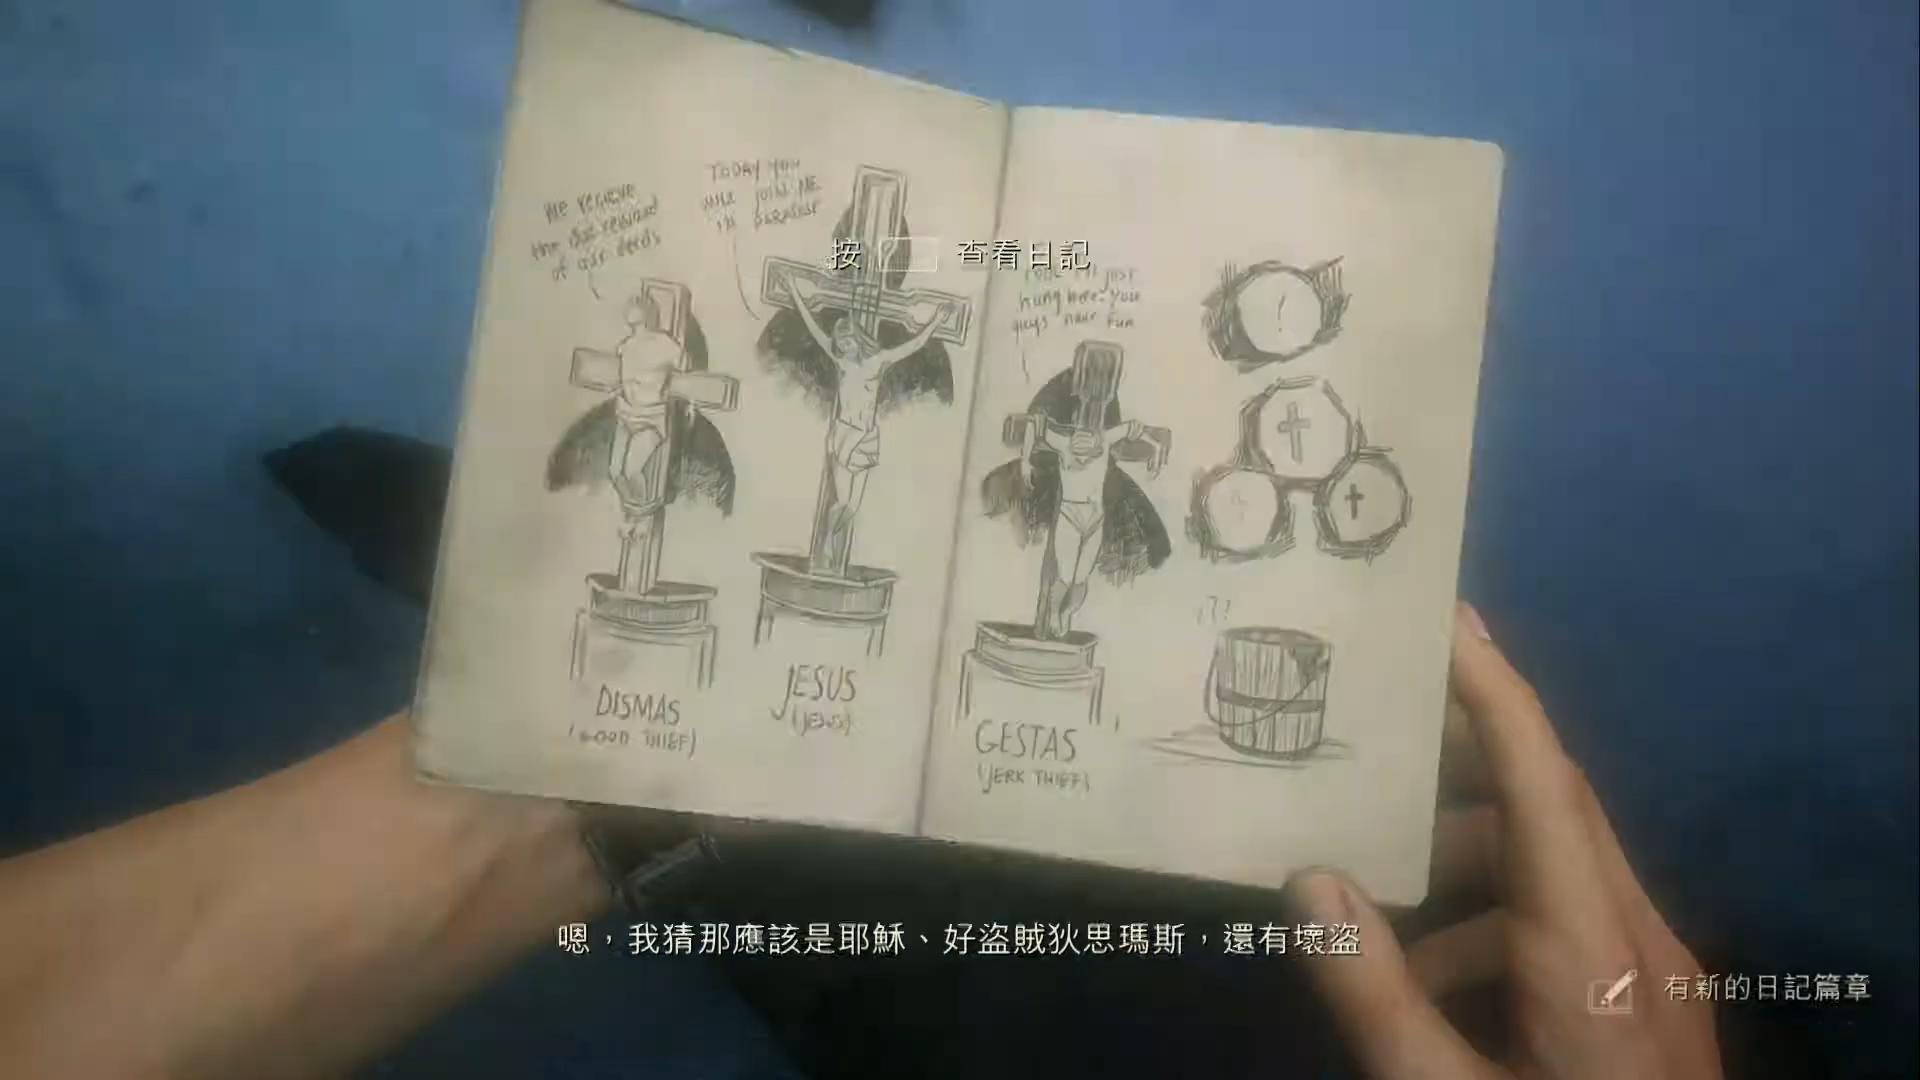 WE RECIEVE
the due reward
of our deeds
TODAY YOU
WILL JOIN ME
IN PARADISE
按 查看日記
just
hang here. You
guys have fun
DISMAS
(GOOD THIEF)
JESUS
(JESUS)
GESTAS
(JERK THIEF)
!
???
嗯，我猜那應該是耶穌、好盜賊狄思瑪斯，還有壞盜
有新的日記篇章